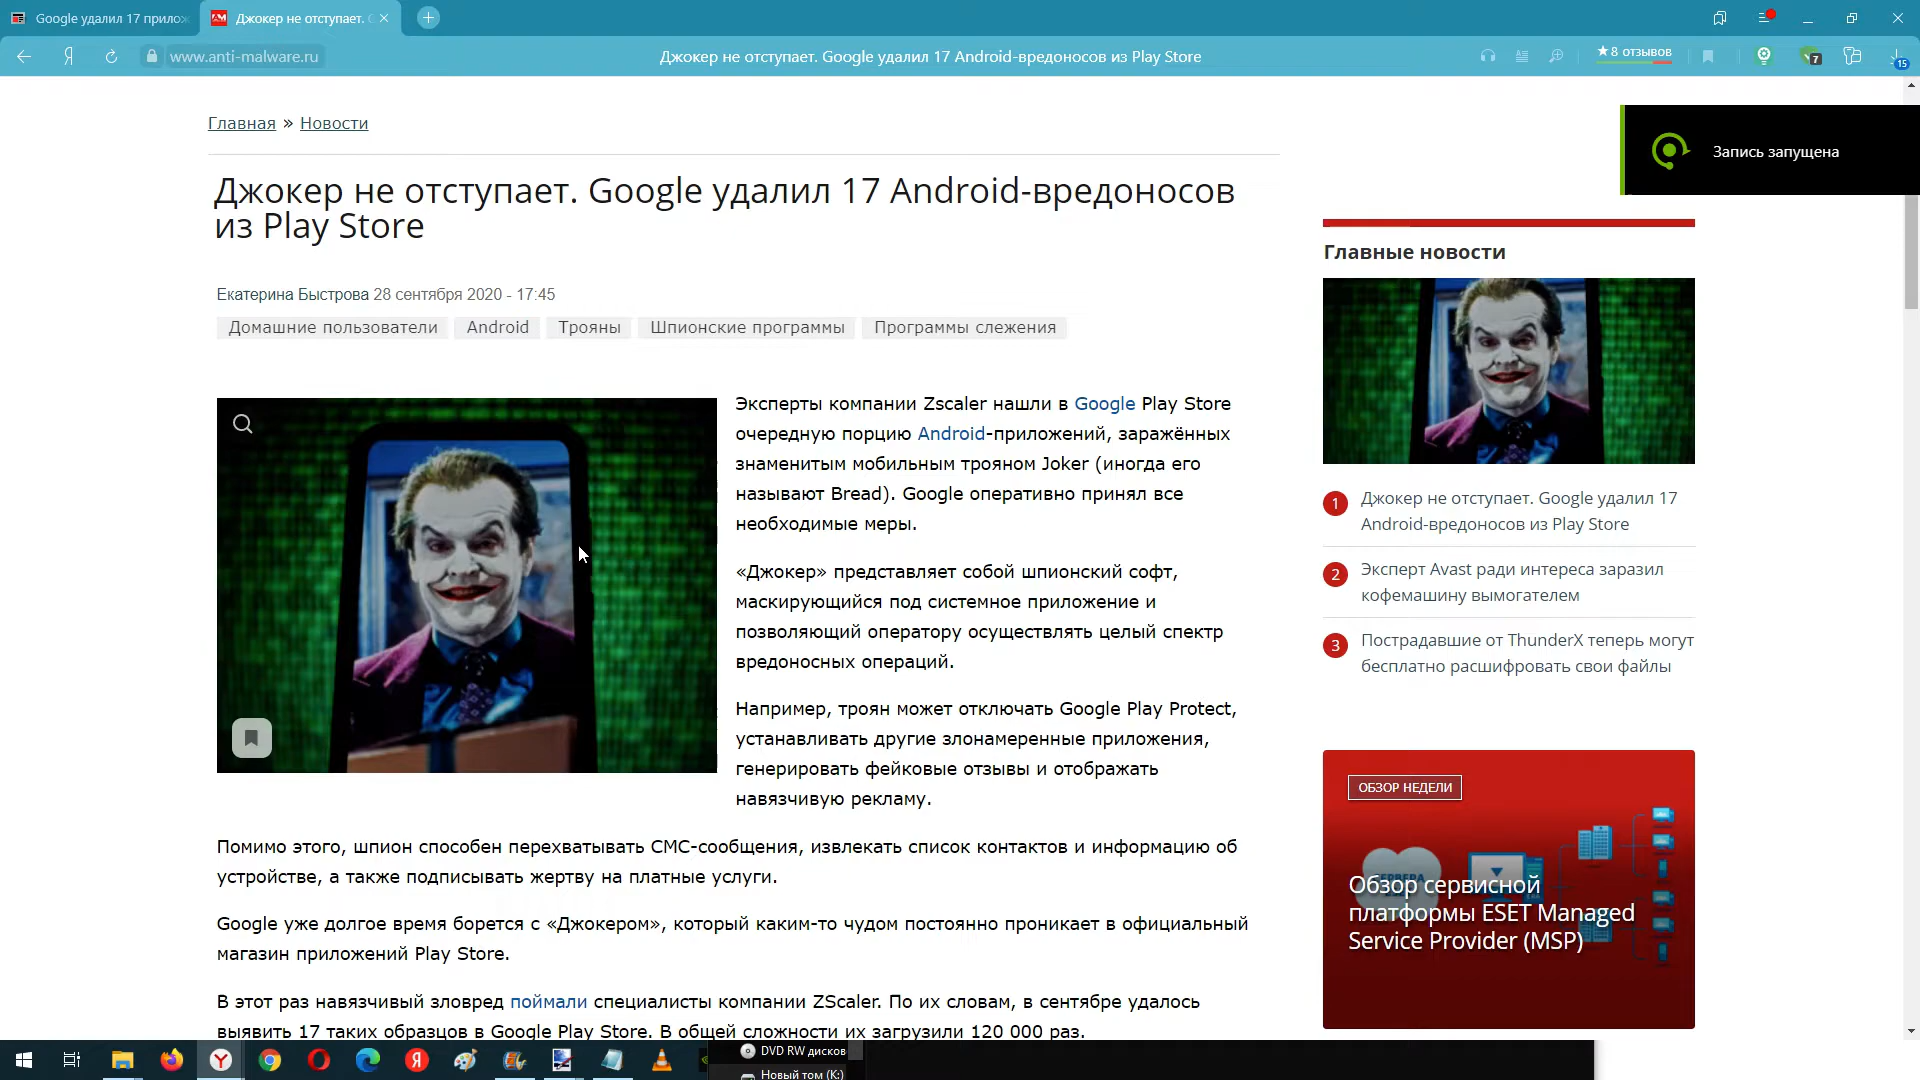 Google удалил 17 прилож
Джокер не отступает. G
www.anti-malware.ru
Джокер не отступает. Google удалил 17 Android-вредоносов из Play Store
★8 отзывов
7
15
Запись запущена
Главная » Новости
Джокер не отступает. Google удалил 17 Android-вредоносов
из Play Store
Екатерина Быстрова 28 сентября 2020 - 17:45
Домашние пользователи Android Трояны Шпионские программы Программы слежения
Эксперты компании Zscaler нашли в Google Play Store
очередную порцию Android-приложений, заражённых
знаменитым мобильным трояном Joker (иногда его
называют Bread). Google оперативно принял все
необходимые меры.
«Джокер» представляет собой шпионский софт,
маскирующийся под системное приложение и
позволяющий оператору осуществлять целый спектр
вредоносных операций.
Например, троян может отключать Google Play Protect,
устанавливать другие злонамеренные приложения,
генерировать фейковые отзывы и отображать
навязчивую рекламу.
Помимо этого, шпион способен перехватывать СМС-сообщения, извлекать список контактов и информацию об
устройстве, а также подписывать жертву на платные услуги.
Google уже долгое время борется с «Джокером», который каким-то чудом постоянно проникает в официальный
магазин приложений Play Store.
В этот раз навязчивый зловред поймали специалисты компании ZScaler. По их словам, в сентябре удалось
выявить 17 таких образцов в Google Play Store. В общей сложности их загрузили 120 000 раз.
Главные новости
1 Джокер не отступает. Google удалил 17
Android-вредоносов из Play Store
2 Эксперт Avast ради интереса заразил
кофемашину вымогателем
3 Пострадавшие от ThunderX теперь могут
бесплатно расшифровать свои файлы
ОБЗОР НЕДЕЛИ
Обзор сервисной
платформы ESET Managed
Service Provider (MSP)
DVD RW дисков
Новый том (K:)